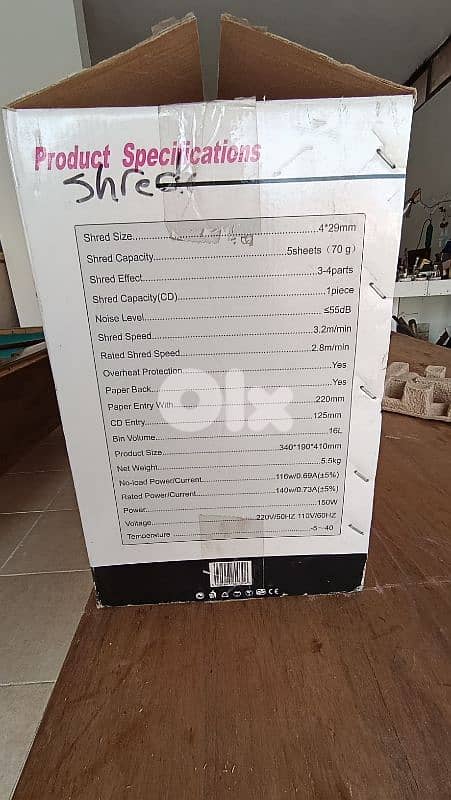 Product Specifications
Shred
Shred Size 4*29mm
Shred Capacity 5sheets (70 g)
Shred Effect 3-4parts
Shred Capacity(CD) 1piece
Noise Level ≤55dB
Shred Speed 3.2m/min
Rated Shred Speed 2.8m/min
Overheat Protection Yes
Paper Back Yes
Paper Entry With 220mm
CD Entry 125mm
Bin Volume 16L
Product Size 340*190*410mm
Net Weight 5.5kg
No-load Power/Current 116w/0.69A(±5%)
Rated Power/Current 140w/0.73A(±5%)
Power 150W
Voltage 220V/50HZ 110V/60HZ
Temperature -5~40
CE
OLX